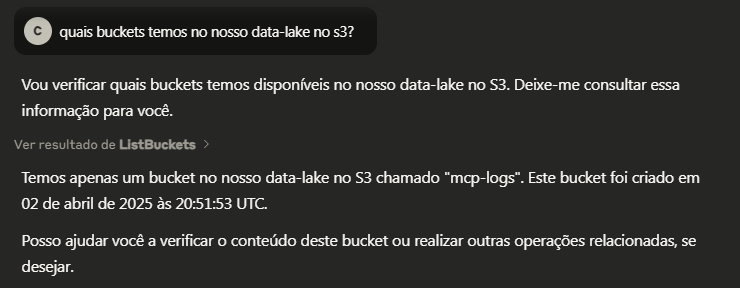 C quais buckets temos no nosso data-lake no s3?
Vou verificar quais buckets temos disponíveis no nosso data-lake no S3. Deixe-me consultar essa
informação para você.
Ver resultado de ListBuckets
Temos apenas um bucket no nosso data-lake no S3 chamado "mcp-logs". Este bucket foi criado em
02 de abril de 2025 às 20:51:53 UTC.
Posso ajudar você a verificar o conteúdo deste bucket ou realizar outras operações relacionadas, se
desejar.